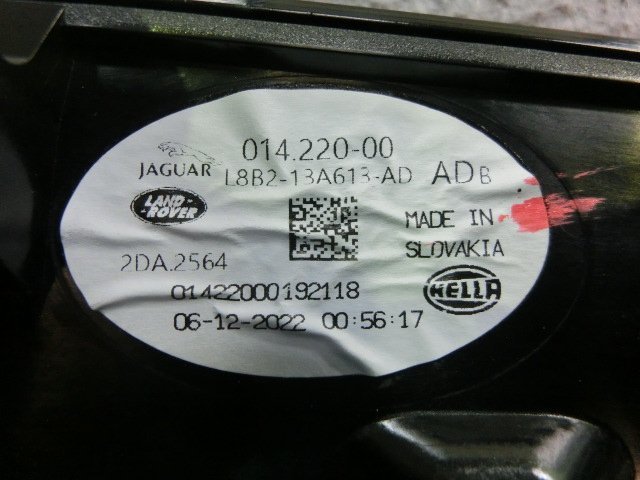 014.220-00
JAGUAR
L8B2-13A613-AD ADB
LAND-
-ROVER
MADE IN
SLOVAKIA
2DA.2564
HELLA
01422000192118
06-12-2022 00:56:17